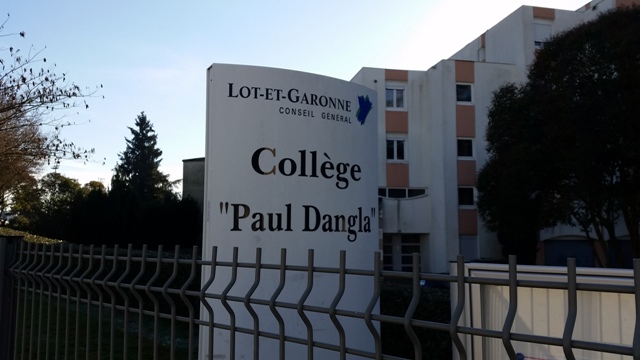 LOT-ET-GARONNE
CONSEIL GÉNÉRAL
Collège
"Paul Dangla"